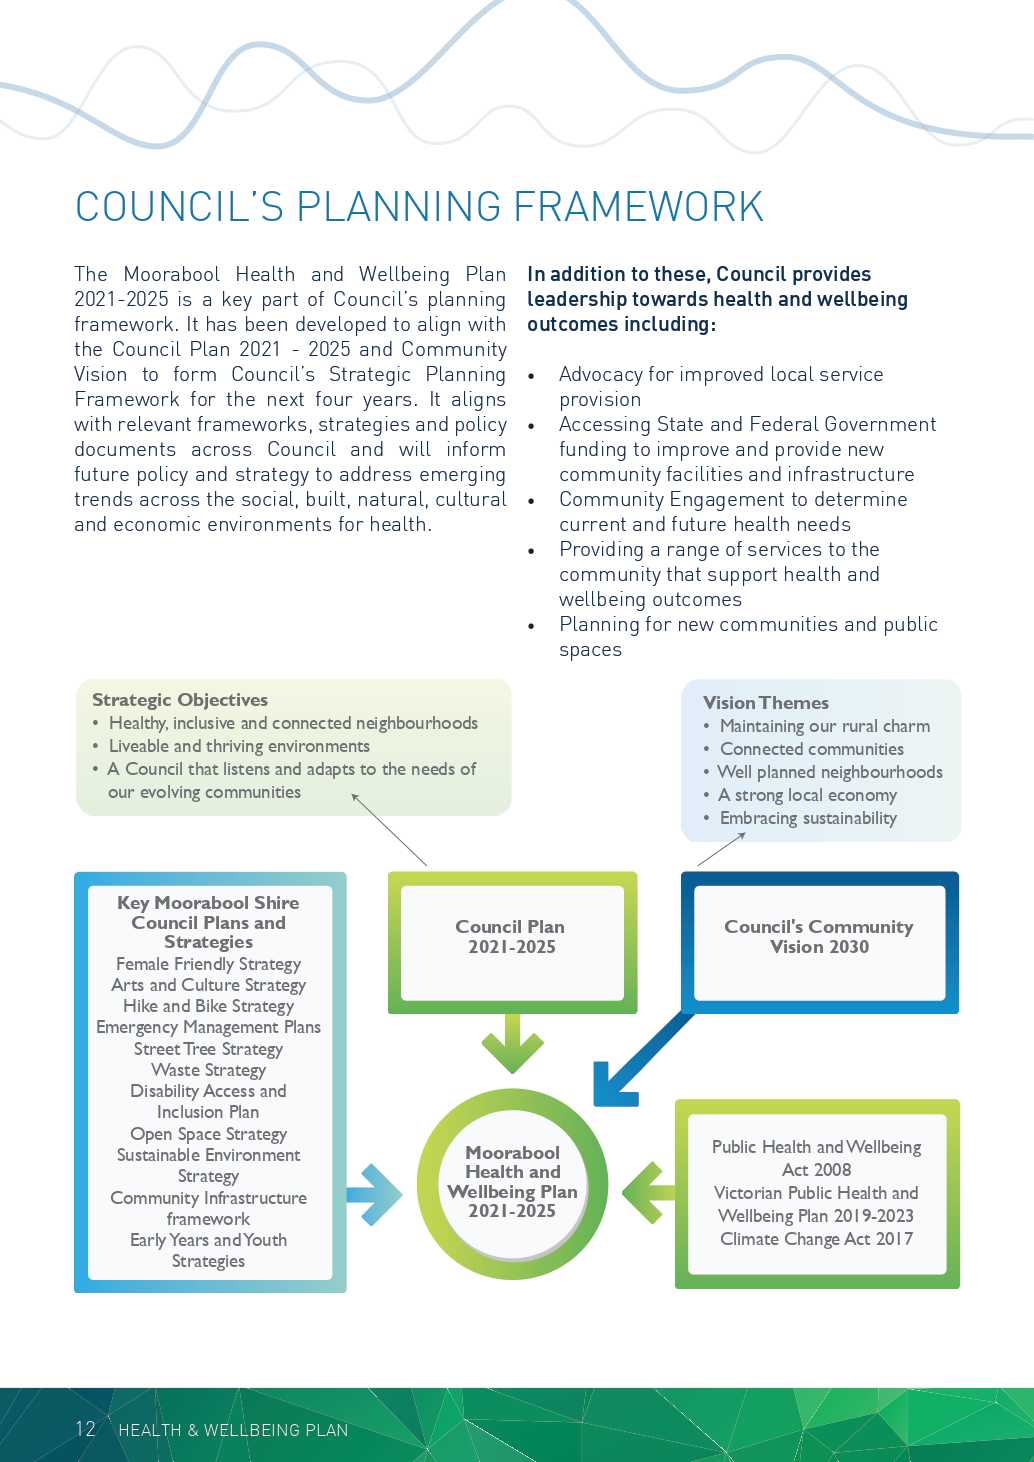 COUNCIL'S PLANNING FRAMEWORK
The Moorabool Health and Wellbeing Plan
2021-2025 is a key part of Council's planning
framework. It has been developed to align with
the Council Plan 2021 - 2025 and Community
Vision to form Council's Strategic Planning
Framework for the next four years. It aligns
with relevant frameworks, strategies and policy
documents across Council and will inform
future policy and strategy to address emerging
trends across the social, built, natural, cultural
and economic environments for health.
In addition to these, Council provides
leadership towards health and wellbeing
outcomes including:
• Advocacy for improved local service
provision
• Accessing State and Federal Government
funding to improve and provide new
community facilities and infrastructure
• Community Engagement to determine
current and future health needs
• Providing a range of services to the
community that support health and
wellbeing outcomes
• Planning for new communities and public
spaces
Strategic Objectives
• Healthy, inclusive and connected neighbourhoods
• Liveable and thriving environments
• A Council that listens and adapts to the needs of
our evolving communities
Vision Themes
• Maintaining our rural charm
• Connected communities
• Well planned neighbourhoods
• A strong local economy
• Embracing sustainability
Key Moorabool Shire
Council Plans and
Strategies
Female Friendly Strategy
Arts and Culture Strategy
Hike and Bike Strategy
Emergency Management Plans
Street Tree Strategy
Waste Strategy
Disability Access and
Inclusion Plan
Open Space Strategy
Sustainable Environment
Strategy
Community Infrastructure
framework
Early Years and Youth
Strategies
Council Plan
2021-2025
Council's Community
Vision 2030
Moorabool
Health and
Wellbeing Plan
2021-2025
Public Health and Wellbeing
Act 2008
Victorian Public Health and
Wellbeing Plan 2019-2023
Climate Change Act 2017
12 HEALTH & WELLBEING PLAN